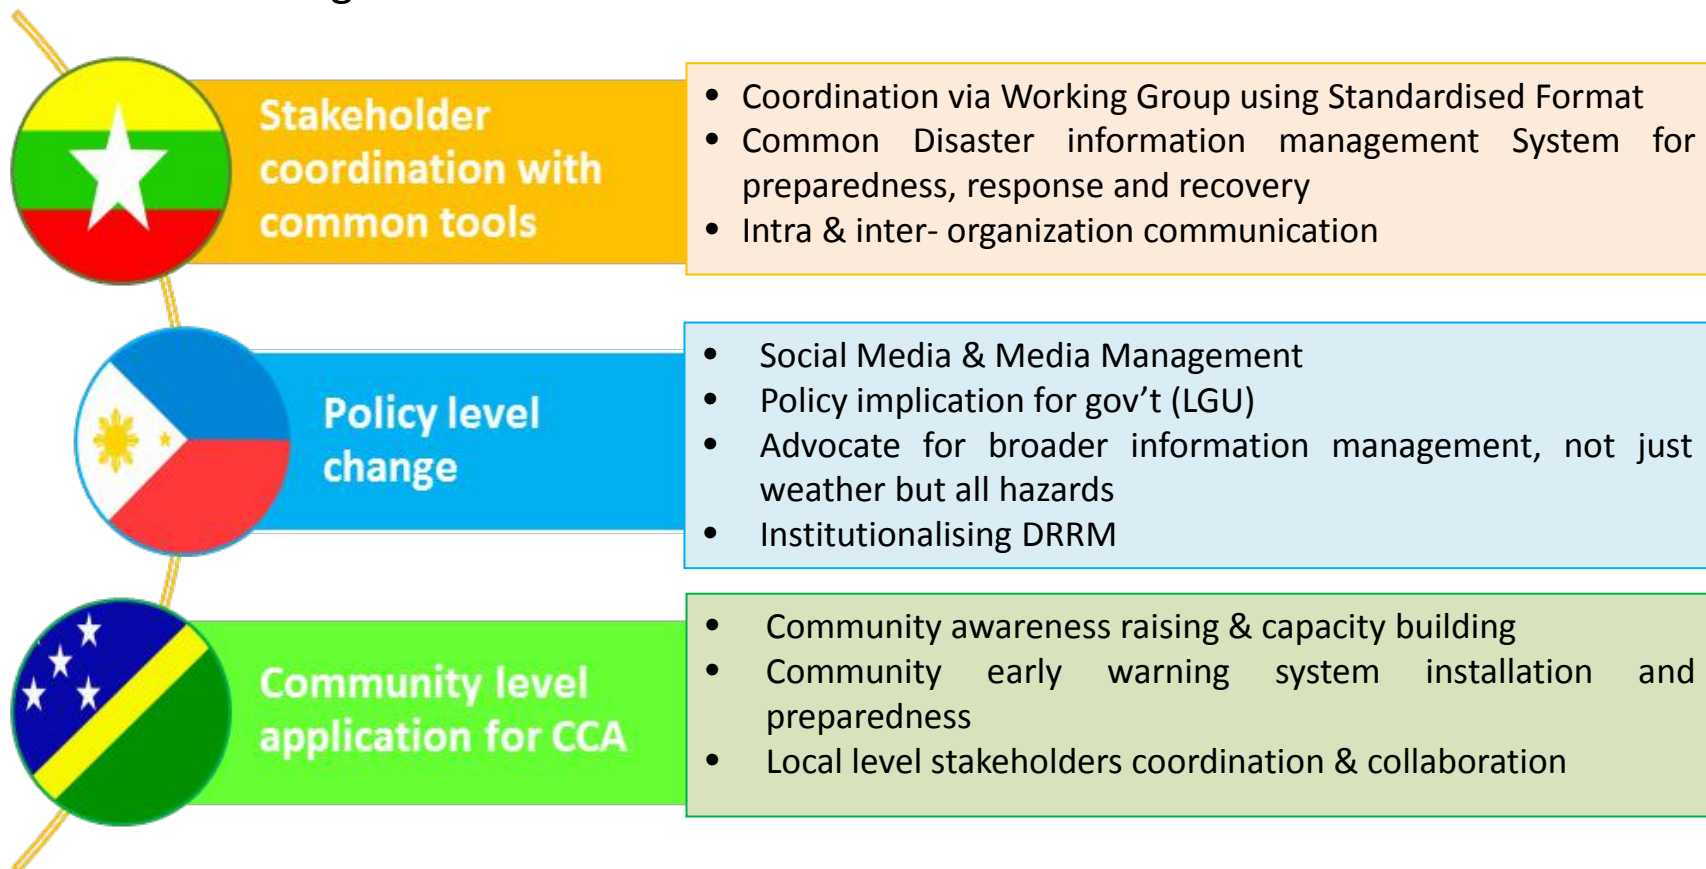 Stakeholder
coordination with
common tools
• Coordination via Working Group using Standardised Format
• Common Disaster information management System for
preparedness, response and recovery
• Intra & inter- organization communication
Policy level
change
• Social Media & Media Management
• Policy implication for gov’t (LGU)
• Advocate for broader information management, not just
weather but all hazards
• Institutionalising DRRM
Community level
application for CCA
• Community awareness raising & capacity building
• Community early warning system installation and
preparedness
• Local level stakeholders coordination & collaboration